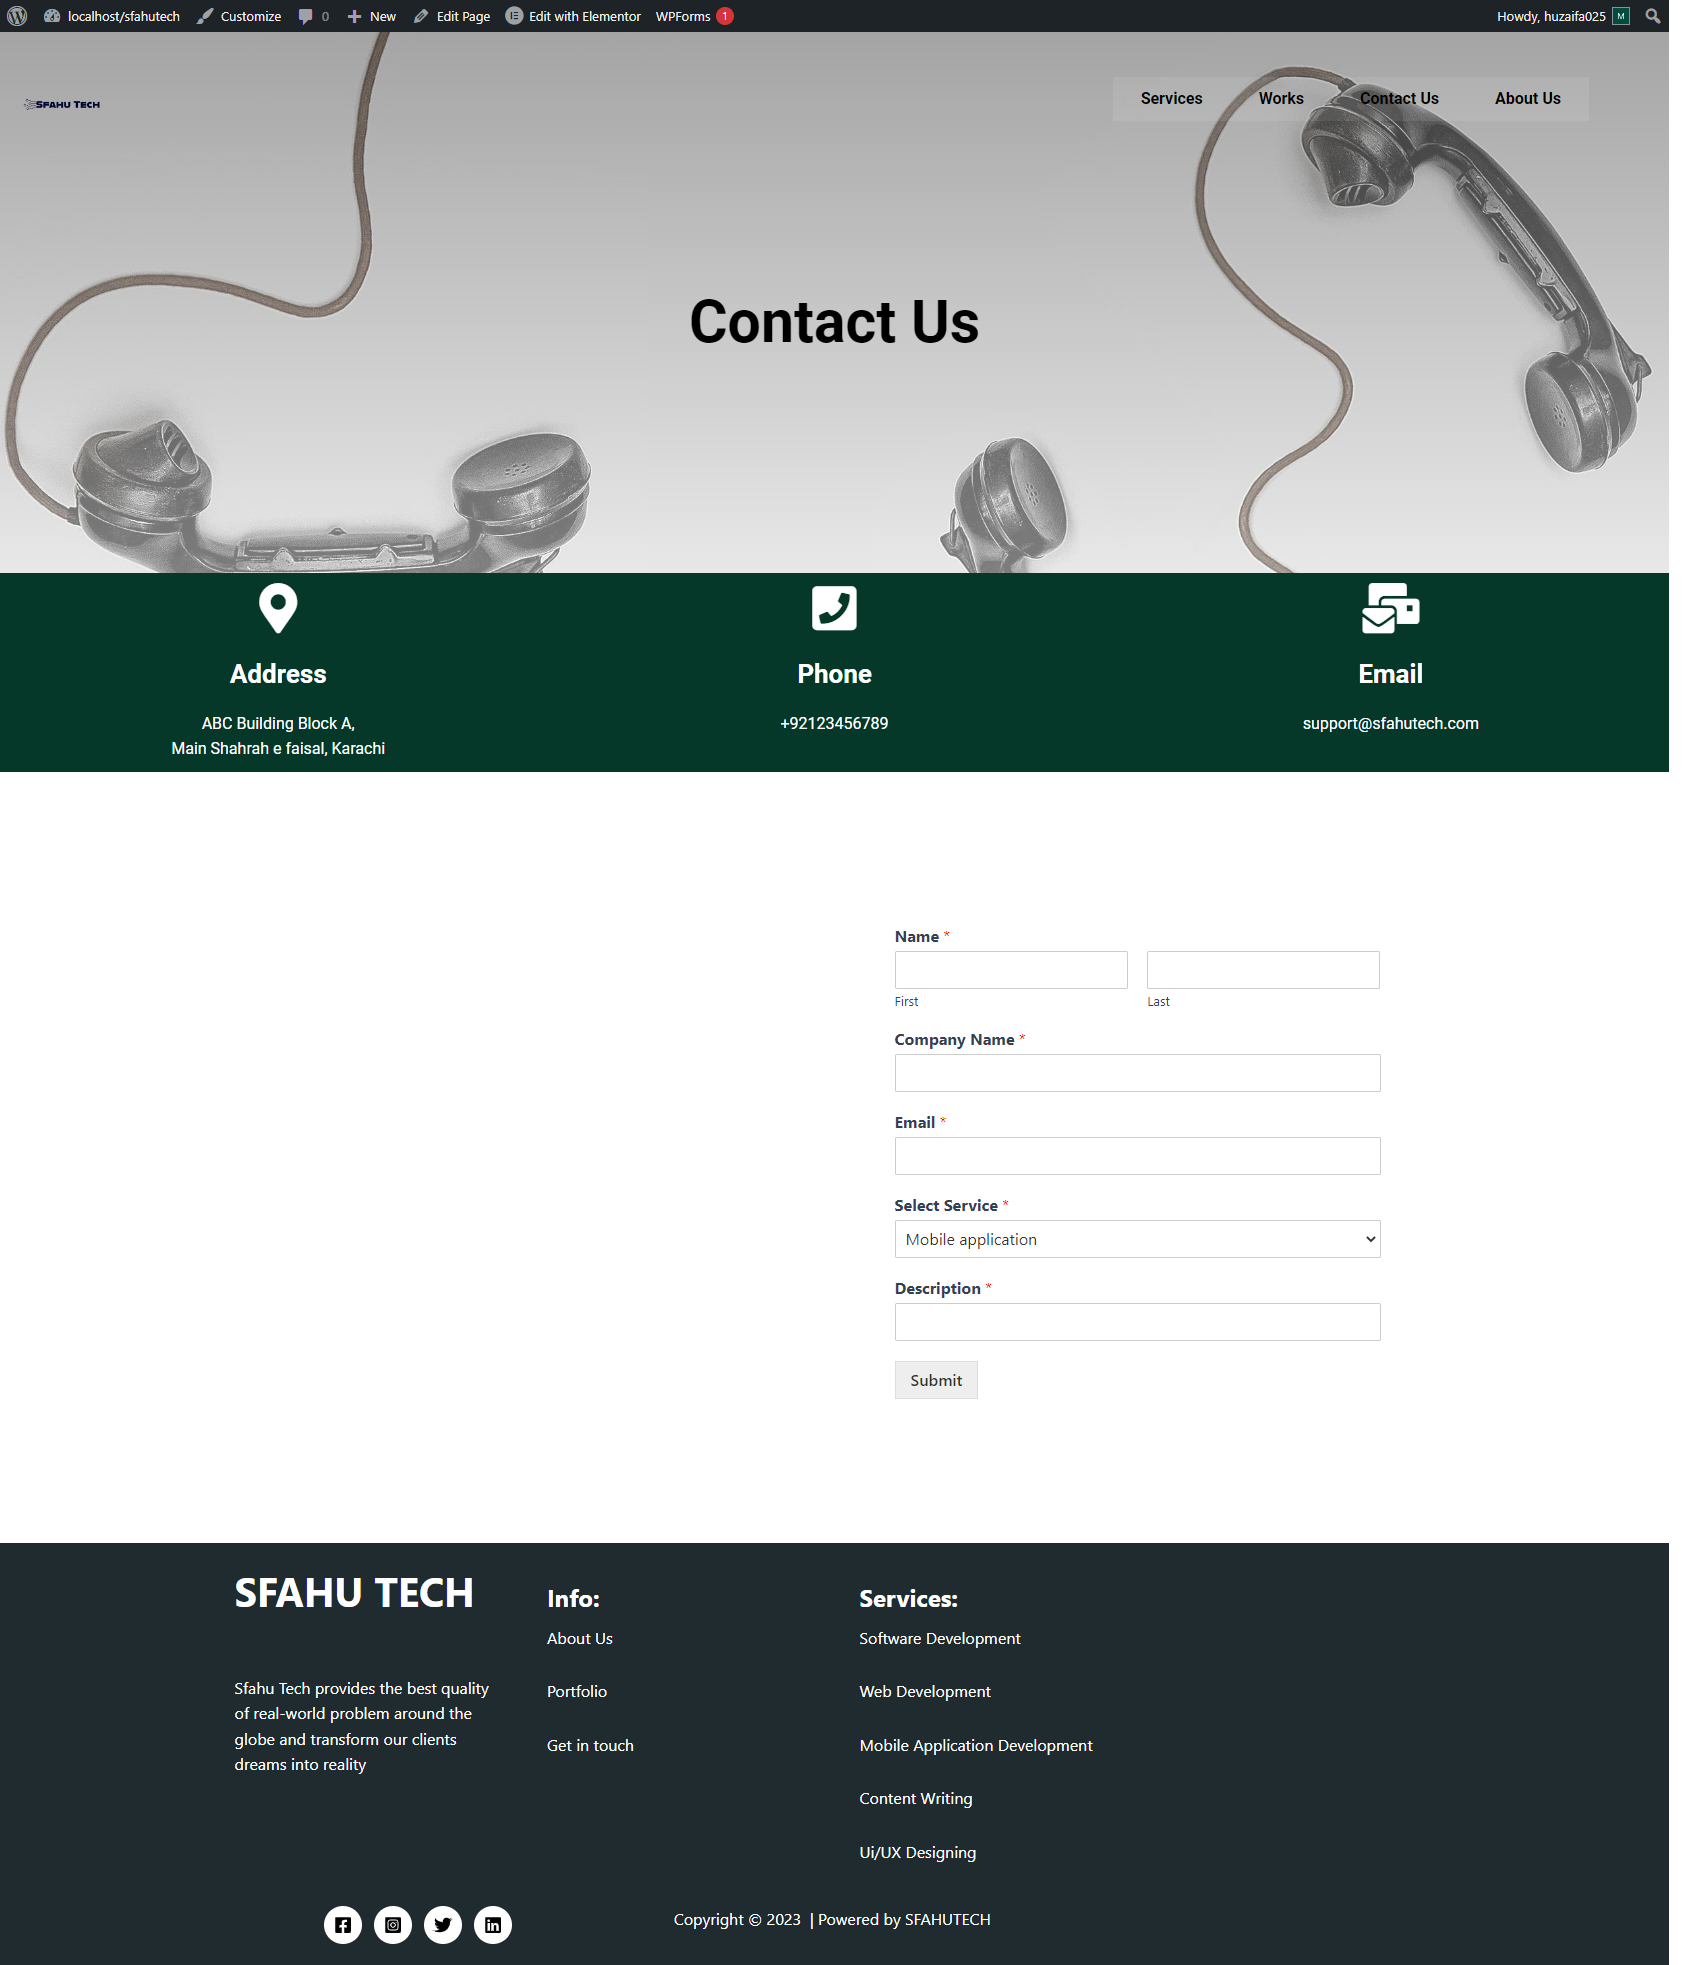 localhost/sfahutech Customize 0 New Edit Page Edit with Elementor WPForms 1 Howdy, huzaifa025 M
SFAHU TECH
Services Works Contact Us About Us
Contact Us
Address
ABC Building Block A,
Main Shahrah e faisal, Karachi
Phone
+92123456789
Email
support@sfahutech.com
Name *
First Last
Company Name *
Email *
Select Service *
Mobile application
Description *
Submit
SFAHU TECH
Sfahu Tech provides the best quality
of real-world problem around the
globe and transform our clients
dreams into reality
Info:
About Us
Portfolio
Get in touch
Services:
Software Development
Web Development
Mobile Application Development
Content Writing
Ui/UX Designing
Copyright © 2023 | Powered by SFAHUTECH